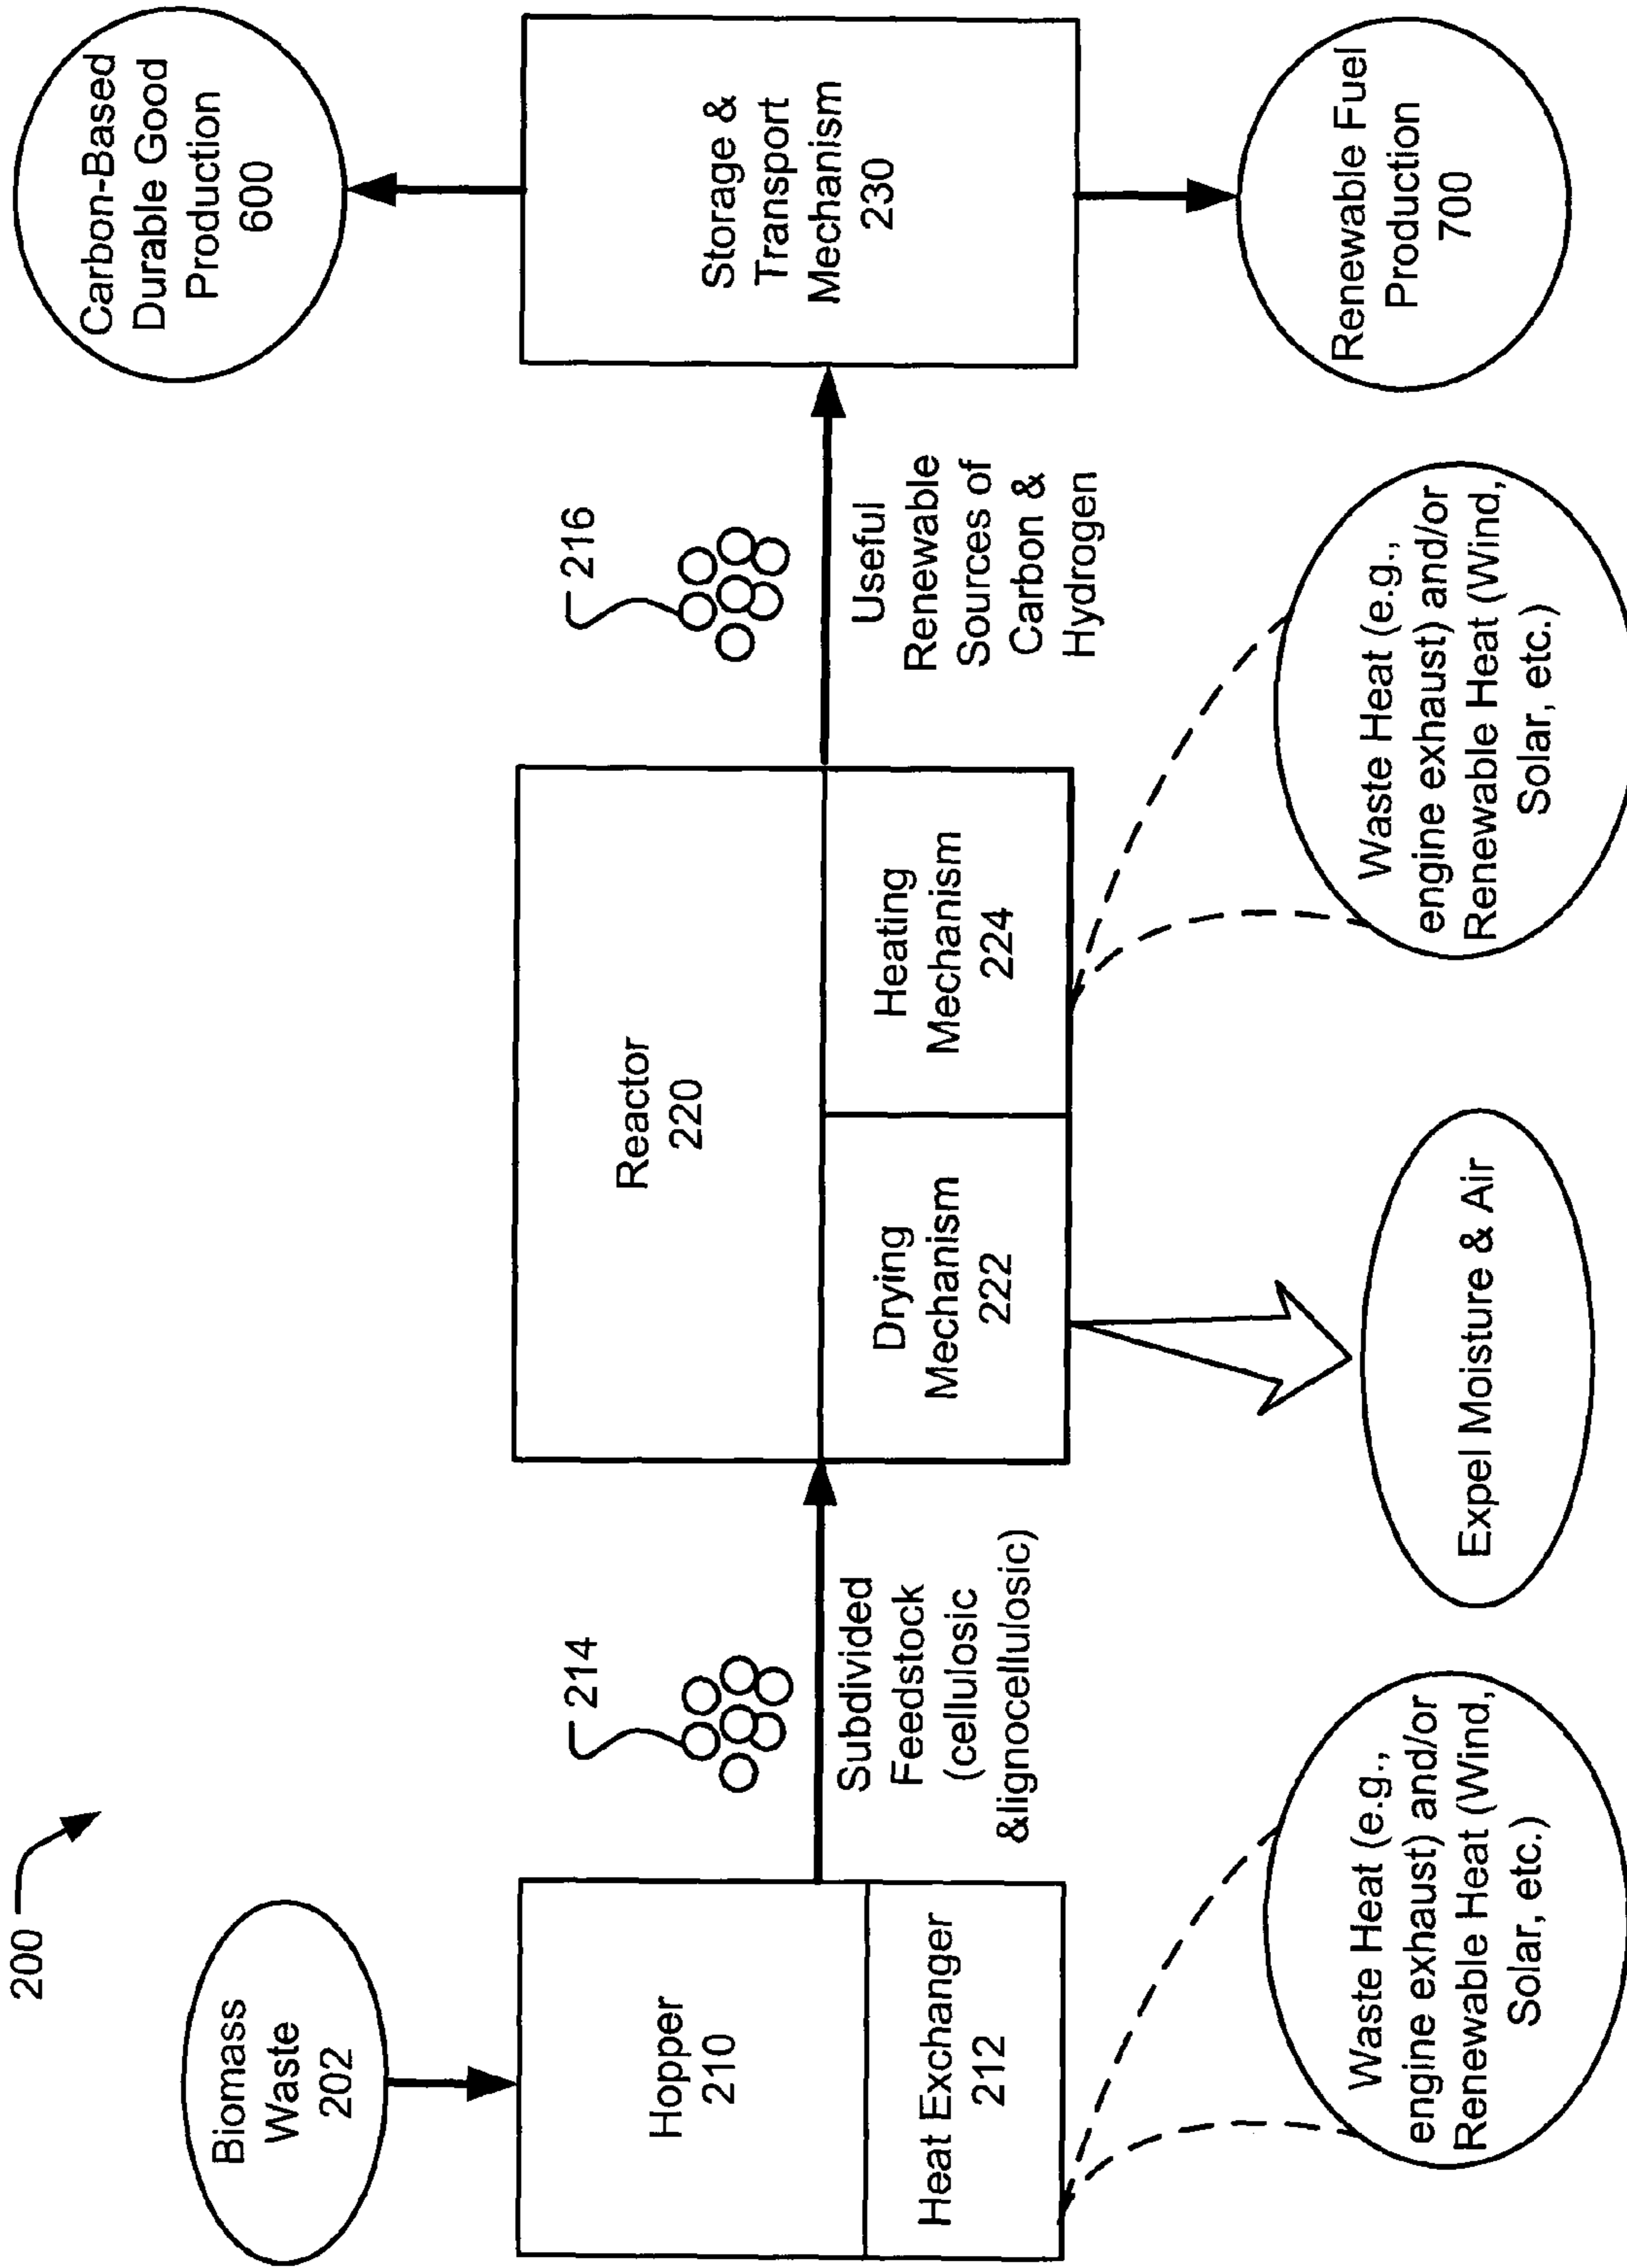 200
Biomass
Waste
202
Hopper
210
Heat Exchanger
212
Waste Heat (e.g.,
engine exhaust) and/or
Renewable Heat (Wind,
Solar, etc.)
214
Subdivided
Feedstock
(cellulosic
&lignocellulosic)
Reactor
220
Drying
Mechanism
222
Heating
Mechanism
224
Expel Moisture & Air
Waste Heat (e.g.,
engine exhaust) and/or
Renewable Heat (Wind,
Solar, etc.)
216
Useful
Renewable
Sources of
Carbon &
Hydrogen
Carbon-Based
Durable Good
Production
600
Storage &
Transport
Mechanism
230
Renewable Fuel
Production
700